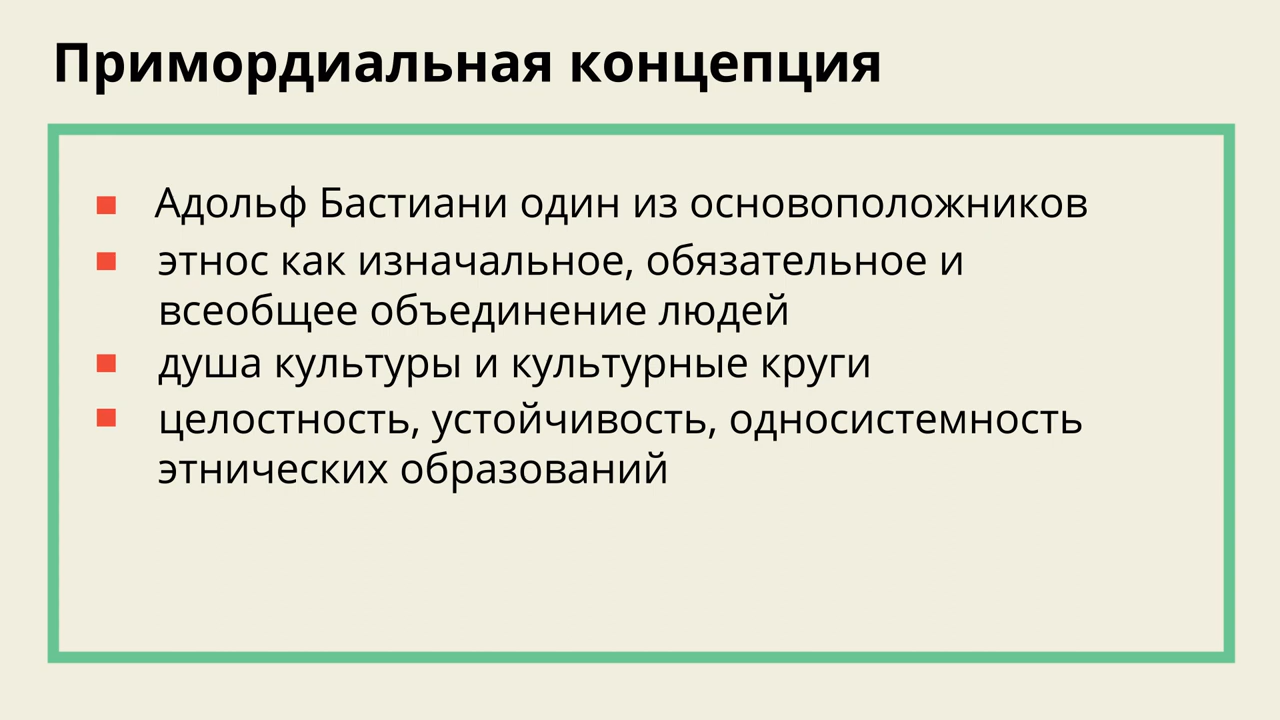 Примордиальная концепция
Адольф Бастиани один из основоположников
этнос как изначальное, обязательное и
всеобщее объединение людей
душа культуры и культурные круги
целостность, устойчивость, односистемность
этнических образований